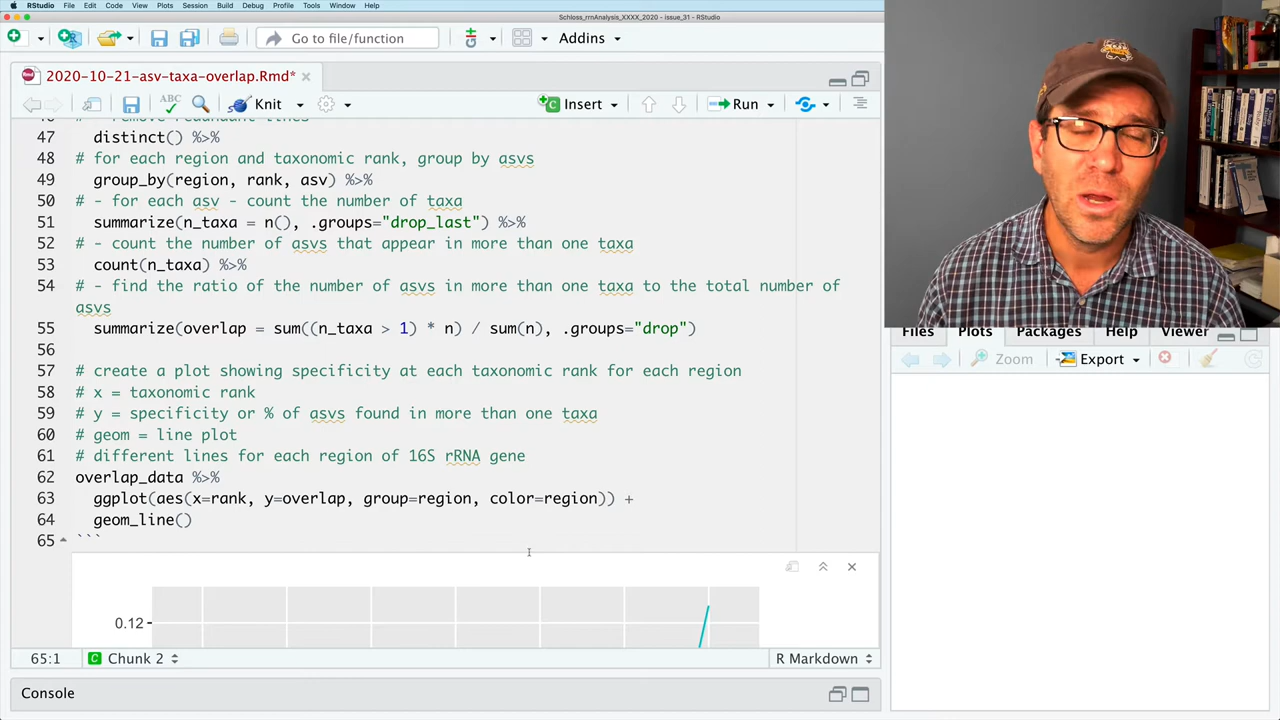 RStudio File Edit Code View Plots Session Build Debug Profile Tools Window Help
Schloss_rrnAnalysis_XXXX_2020 - issue_31 - RStudio
Go to file/function Addins
2020-10-21-asv-taxa-overlap.Rmd*
ABC Knit Insert Run
distinct() %>%
47
48 # for each region and taxonomic rank, group by asvs
49 group_by(region, rank, asv) %>%
50 # - for each asv - count the number of taxa
51 summarize(n_taxa = n(), .groups="drop_last") %>%
52 # - count the number of asvs that appear in more than one taxa
53 count(n_taxa) %>%
54 # - find the ratio of the number of asvs in more than one taxa to the total number of
asvs
55 summarize(overlap = sum((n_taxa > 1) * n) / sum(n), .groups="drop")
56
57 # create a plot showing specificity at each taxonomic rank for each region
58 # x = taxonomic rank
59 # y = specificity or % of asvs found in more than one taxa
60 # geom = line plot
61 # different lines for each region of 16S rRNA gene
62 overlap_data %>%
63 ggplot(aes(x=rank, y=overlap, group=region, color=region)) +
64 geom_line()
65 ```
0.12
65:1 Chunk 2 R Markdown
Console
Files Plots Packages Help Viewer
Zoom Export